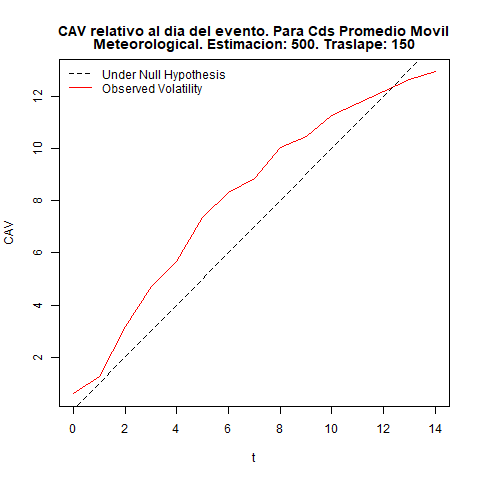 CAV relativo al dia del evento. Para Cds Promedio Movil
Meteorological. Estimacion: 500. Traslape: 150
Under Null Hypothesis
Observed Volatility
CAV
12
10
8
6
4
2
0 2 4 6 8 10 12 14
t